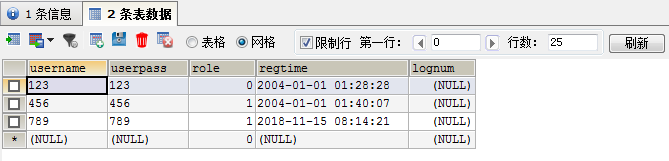 1 条信息 2 条表数据
表格 网格 限制行 第一行: 0 行数: 25 刷新
username userpass role regtime lognum
123 123 0 2004-01-01 01:28:28 (NULL)
456 456 1 2004-01-01 01:40:07 (NULL)
789 789 1 2018-11-15 08:14:21 (NULL)
* (NULL) (NULL) 0 (NULL) (NULL)